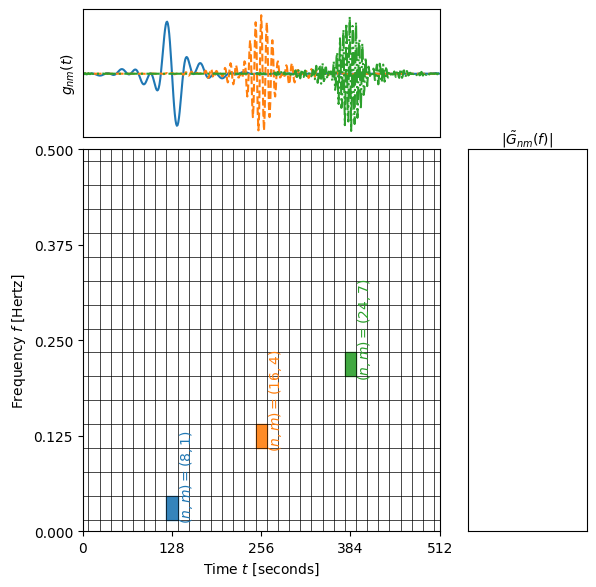 g_{nm}(t)
|G̃_{nm}(f)|
0.500
0.375
0.250
0.125
0.000
Frequency f [Hertz]
(n, m) = (8, 1)
(n, m) = (16, 4)
(n, m) = (24, 7)
0 128 256 384 512
Time t [seconds]